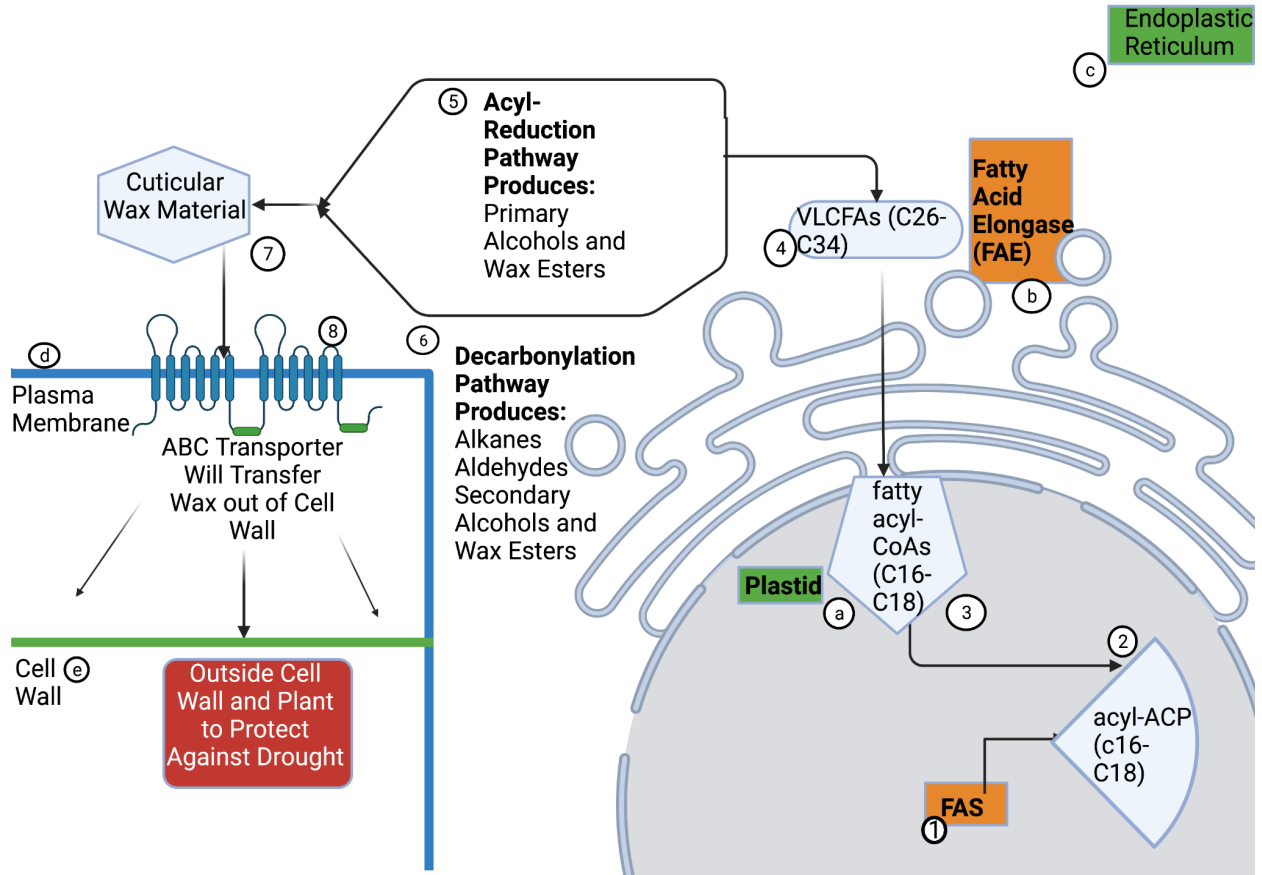 Endoplastic
Reticulum
c
5
Acyl-
Reduction
Pathway
Produces:
Primary
Alcohols and
Wax Esters
Cuticular
Wax Material
7
Fatty
Acid
Elongase
(FAE)
b
VLCFAs (C26-
C34)
4
d
8
6
Plasma
Membrane
Decarbonylation
Pathway
Produces:
Alkanes
Aldehydes
Secondary
Alcohols and
Wax Esters
ABC Transporter
Will Transfer
Wax out of Cell
Wall
fatty
acyl-
CoAs
(C16-
C18)
Plastid
a
3
2
Cell
Wall
e
Outside Cell
Wall and Plant
to Protect
Against Drought
acyl-ACP
(c16-
C18)
FAS
1